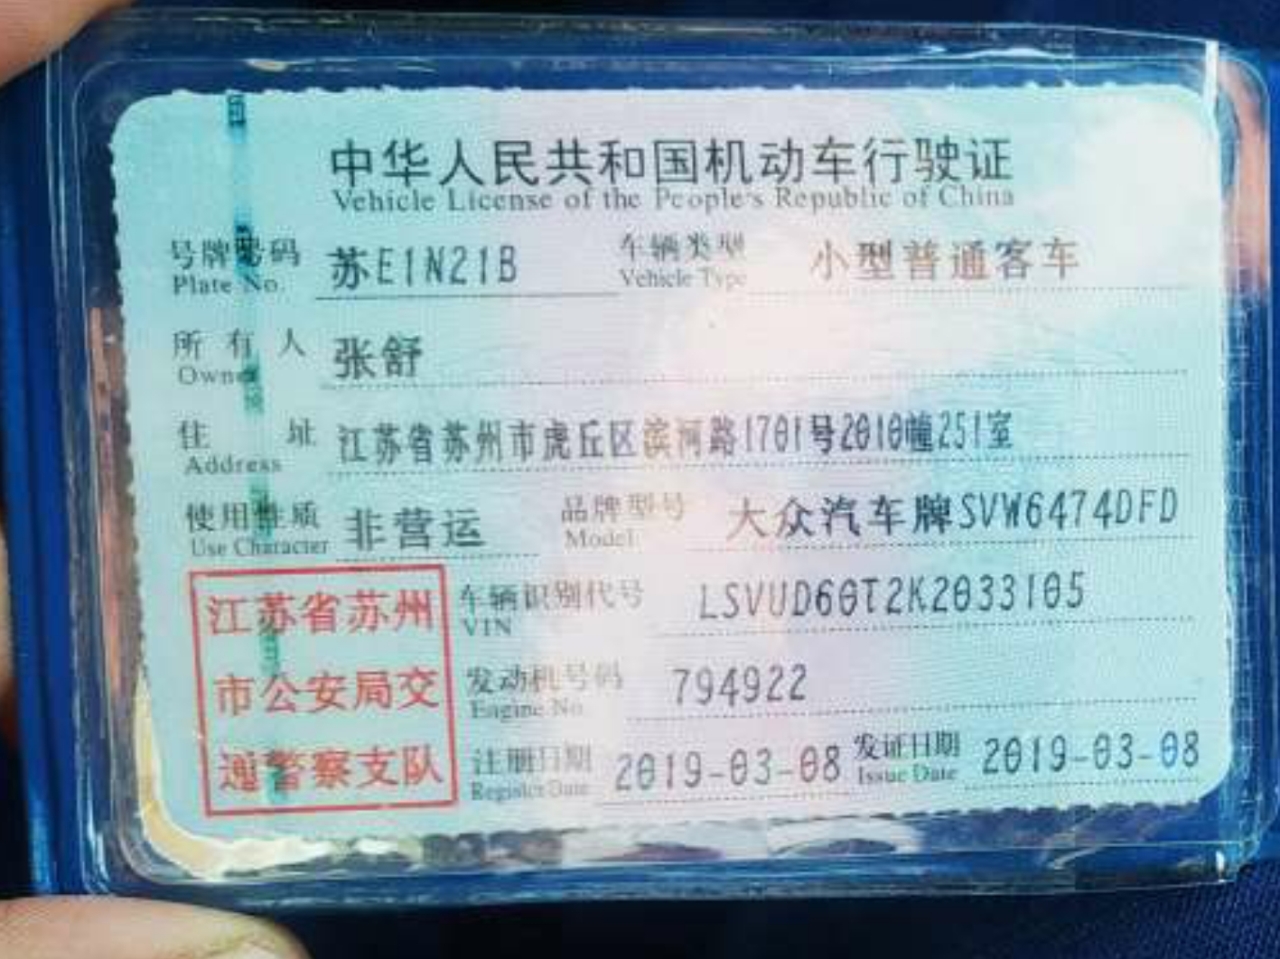 中华人民共和国机动车行驶证
Vehicle License of the People's Republic of China
号牌号码 苏E1N21B 车辆类型 小型普通客车
Plate No. Vehicle Type
所有人 张舒
Owner
住址 江苏省苏州市虎丘区滨河路1701号2010幢251室
Address
使用性质 非营运 品牌型号 大众汽车牌SVW6474DFD
Use Character Model
江苏省苏州 车辆识别代号 LSVUD60T2K2033105
VIN
市公安局交 发动机号码 794922
Engine No.
通警察支队 注册日期 2019-03-08 发证日期 2019-03-08
Register Date Issue Date